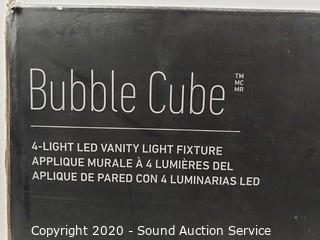 Bubble Cube TM
MC
MR
4-LIGHT LED VANITY LIGHT FIXTURE
APPLIQUE MURALE À 4 LUMIÈRES DEL
APLIQUE DE PARED CON 4 LUMINARIAS LED
Copyright 2020 - Sound Auction Service